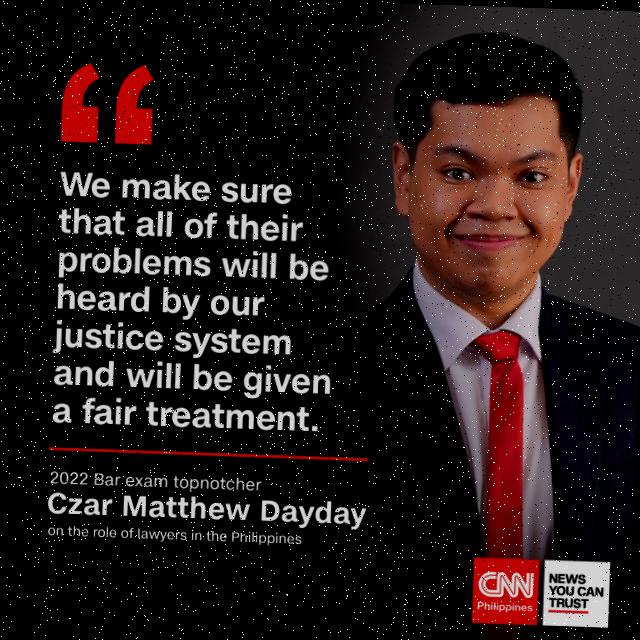 We make sure
that all of their
problems will be
heard by our
justice system
and will be given
a fair treatment.
2022 Bar exam topnotcher
Czar Matthew Dayday
on the role of lawyers in the Philippines
CNN
Philippines
NEWS
YOU CAN
TRUST